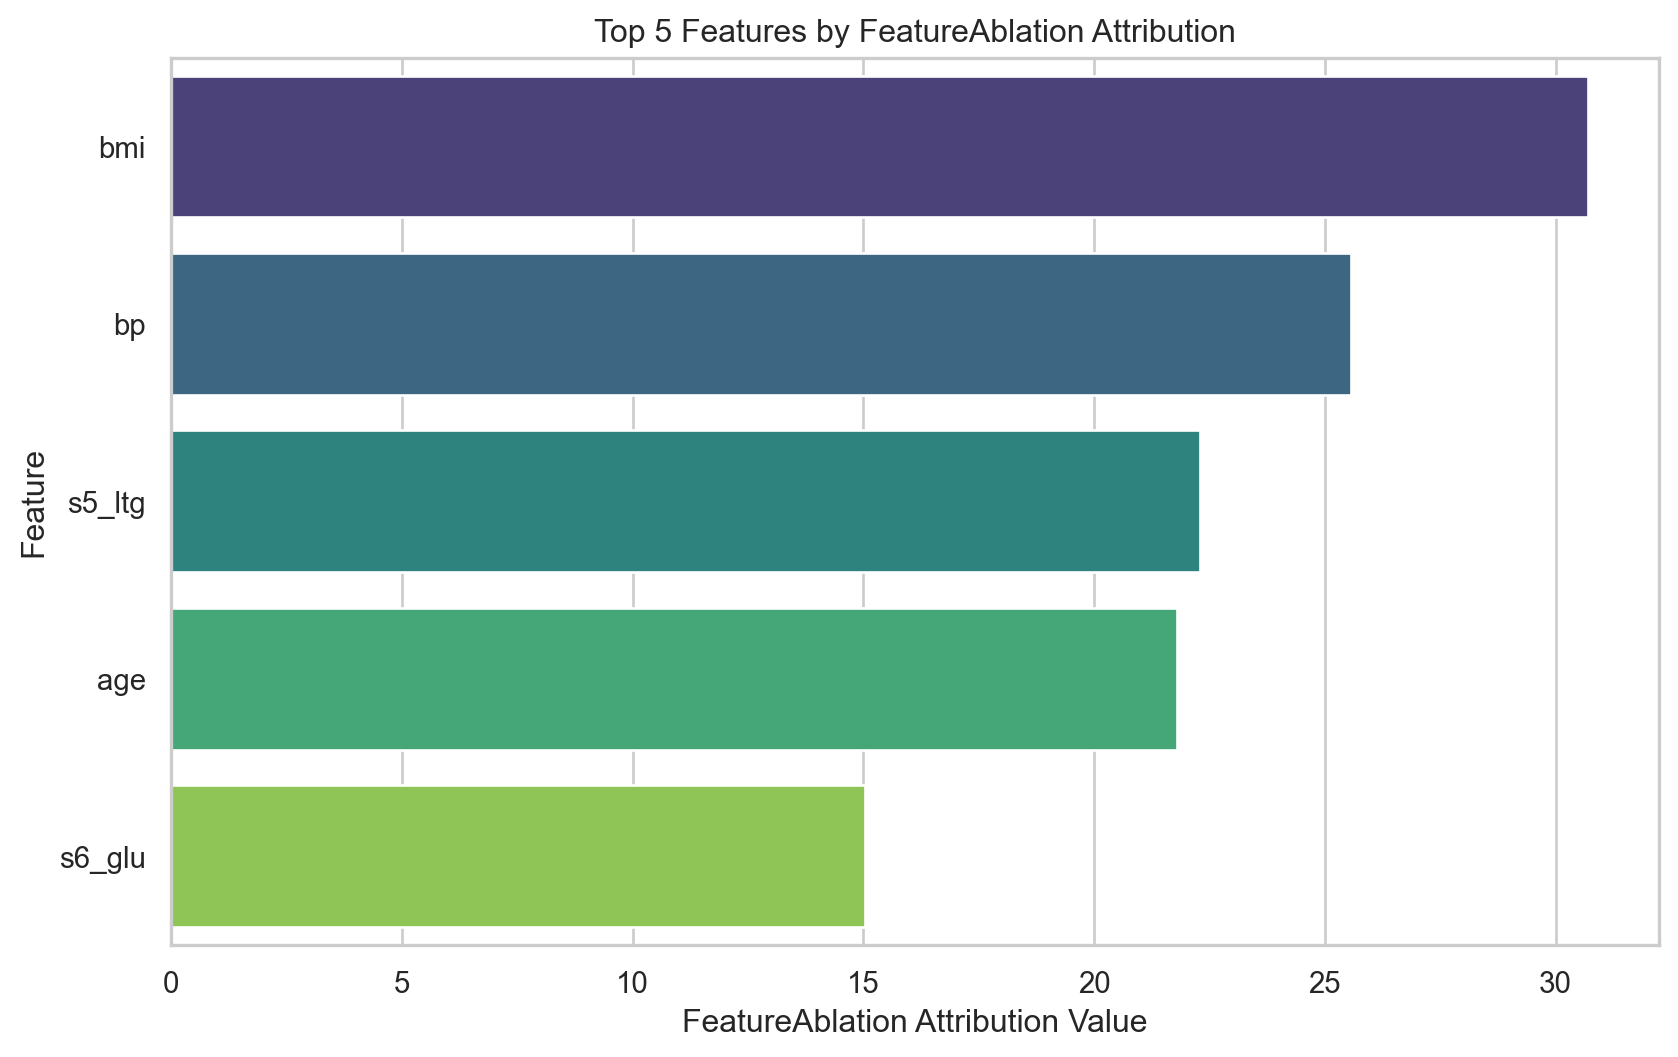 Top 5 Features by FeatureAblation Attribution
Feature
bmi
bp
s5_ltg
age
s6_glu
0 5 10 15 20 25 30
FeatureAblation Attribution Value